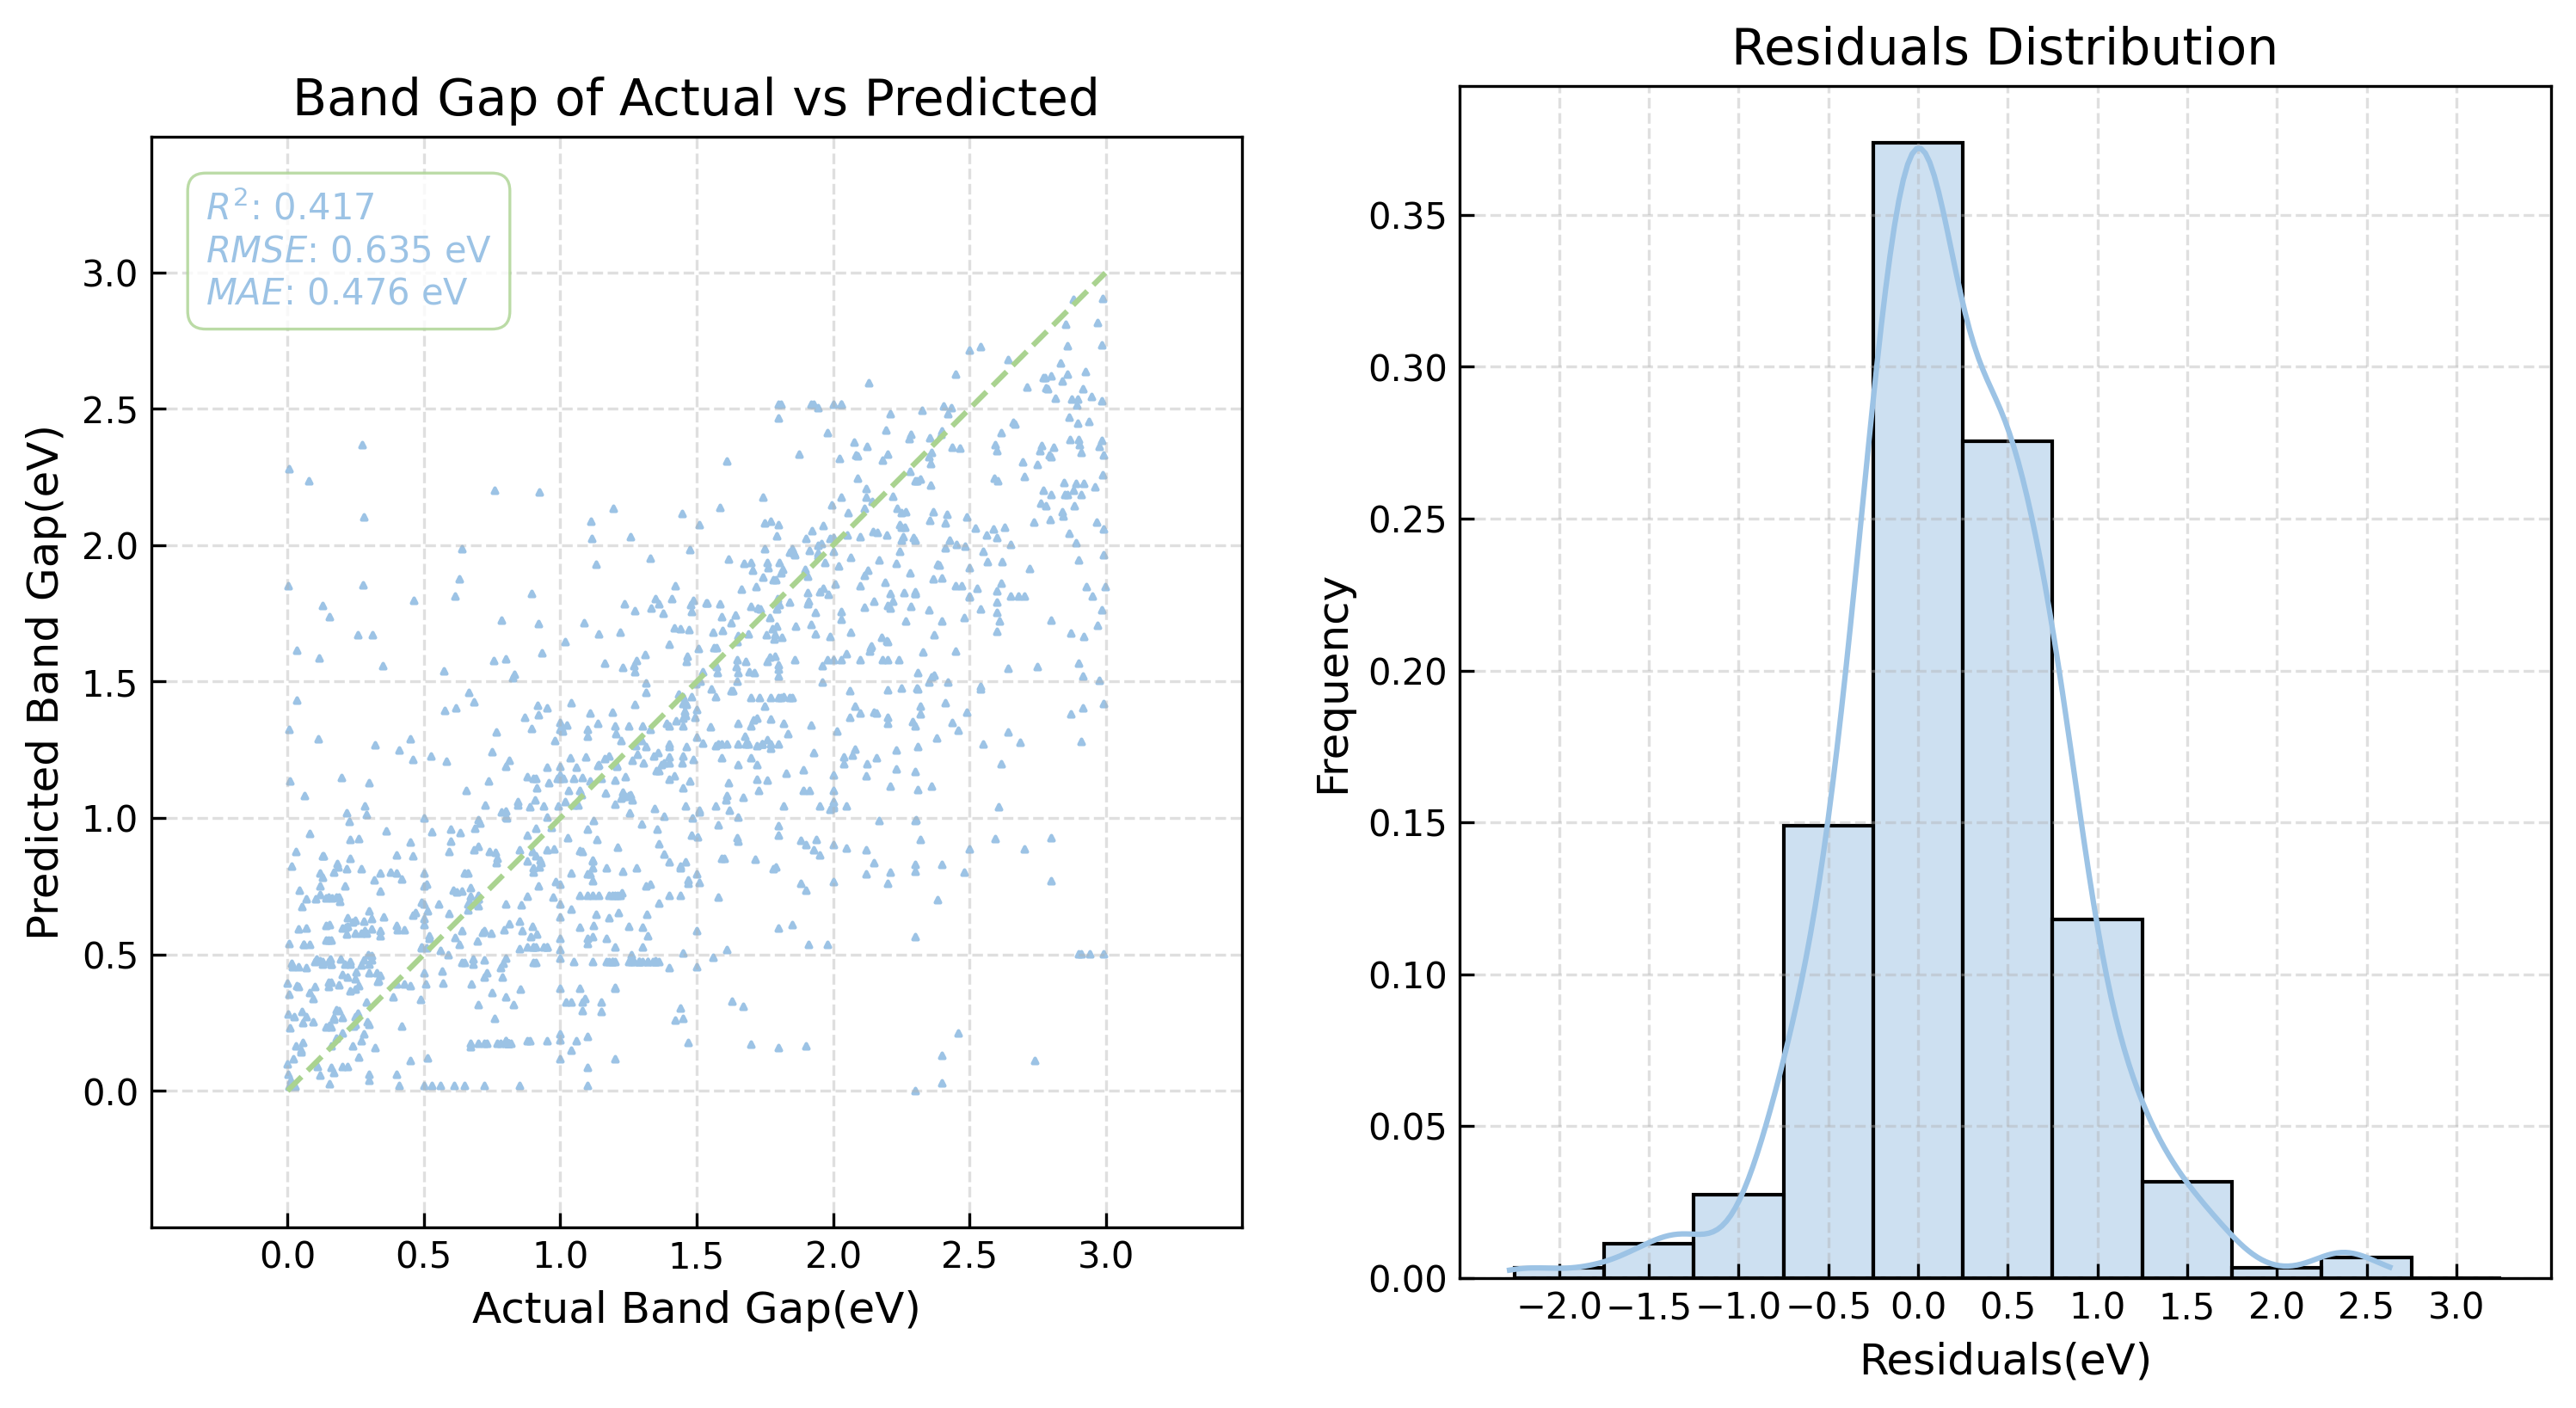 Band Gap of Actual vs Predicted
R²: 0.417
RMSE: 0.635 eV
MAE: 0.476 eV
Predicted Band Gap(eV)
3.0
2.5
2.0
1.5
1.0
0.5
0.0
0.0 0.5 1.0 1.5 2.0 2.5 3.0
Actual Band Gap(eV)
Residuals Distribution
Frequency
0.35
0.30
0.25
0.20
0.15
0.10
0.05
0.00
−2.0 −1.5 −1.0 −0.5 0.0 0.5 1.0 1.5 2.0 2.5 3.0
Residuals(eV)